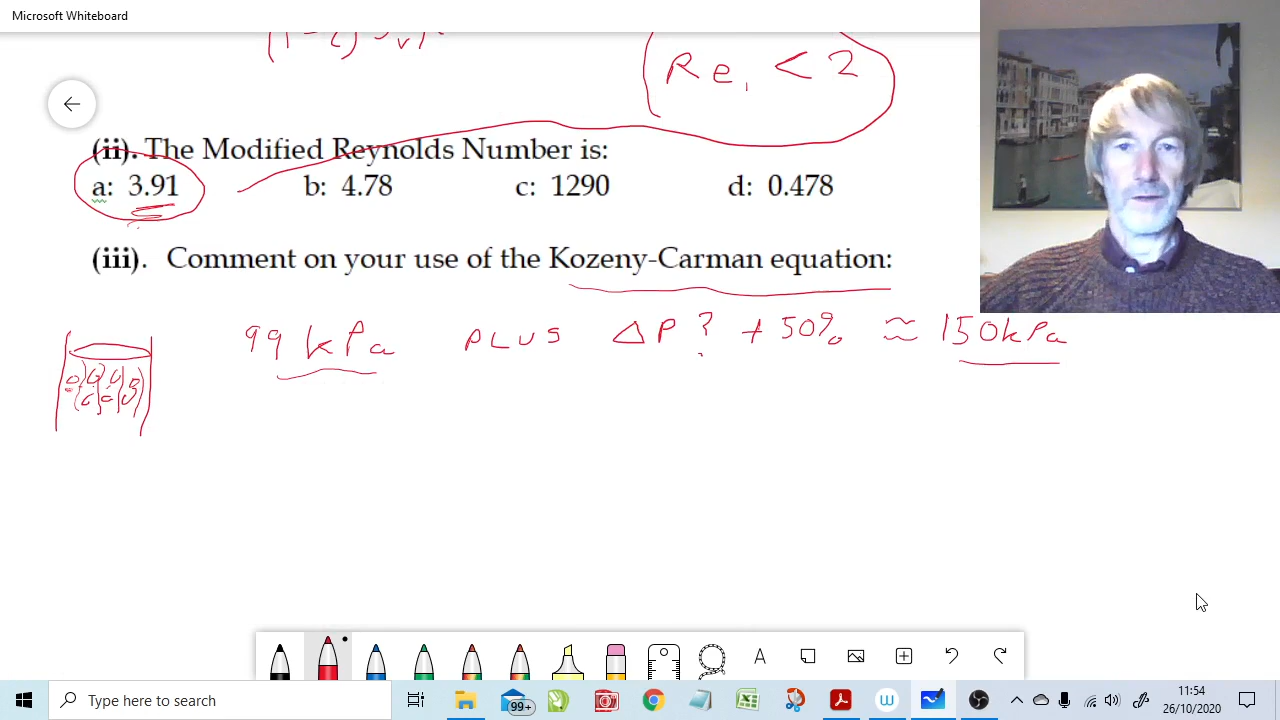 Microsoft Whiteboard
Re₁ < 2
(ii). The Modified Reynolds Number is:
a: 3.91 b: 4.78 c: 1290 d: 0.478
(iii). Comment on your use of the Kozeny-Carman equation:
99 kPa PLUS ΔP ? + 50% ≈ 150kPa
A
Type here to search
99+
W
11:54
26/10/2020